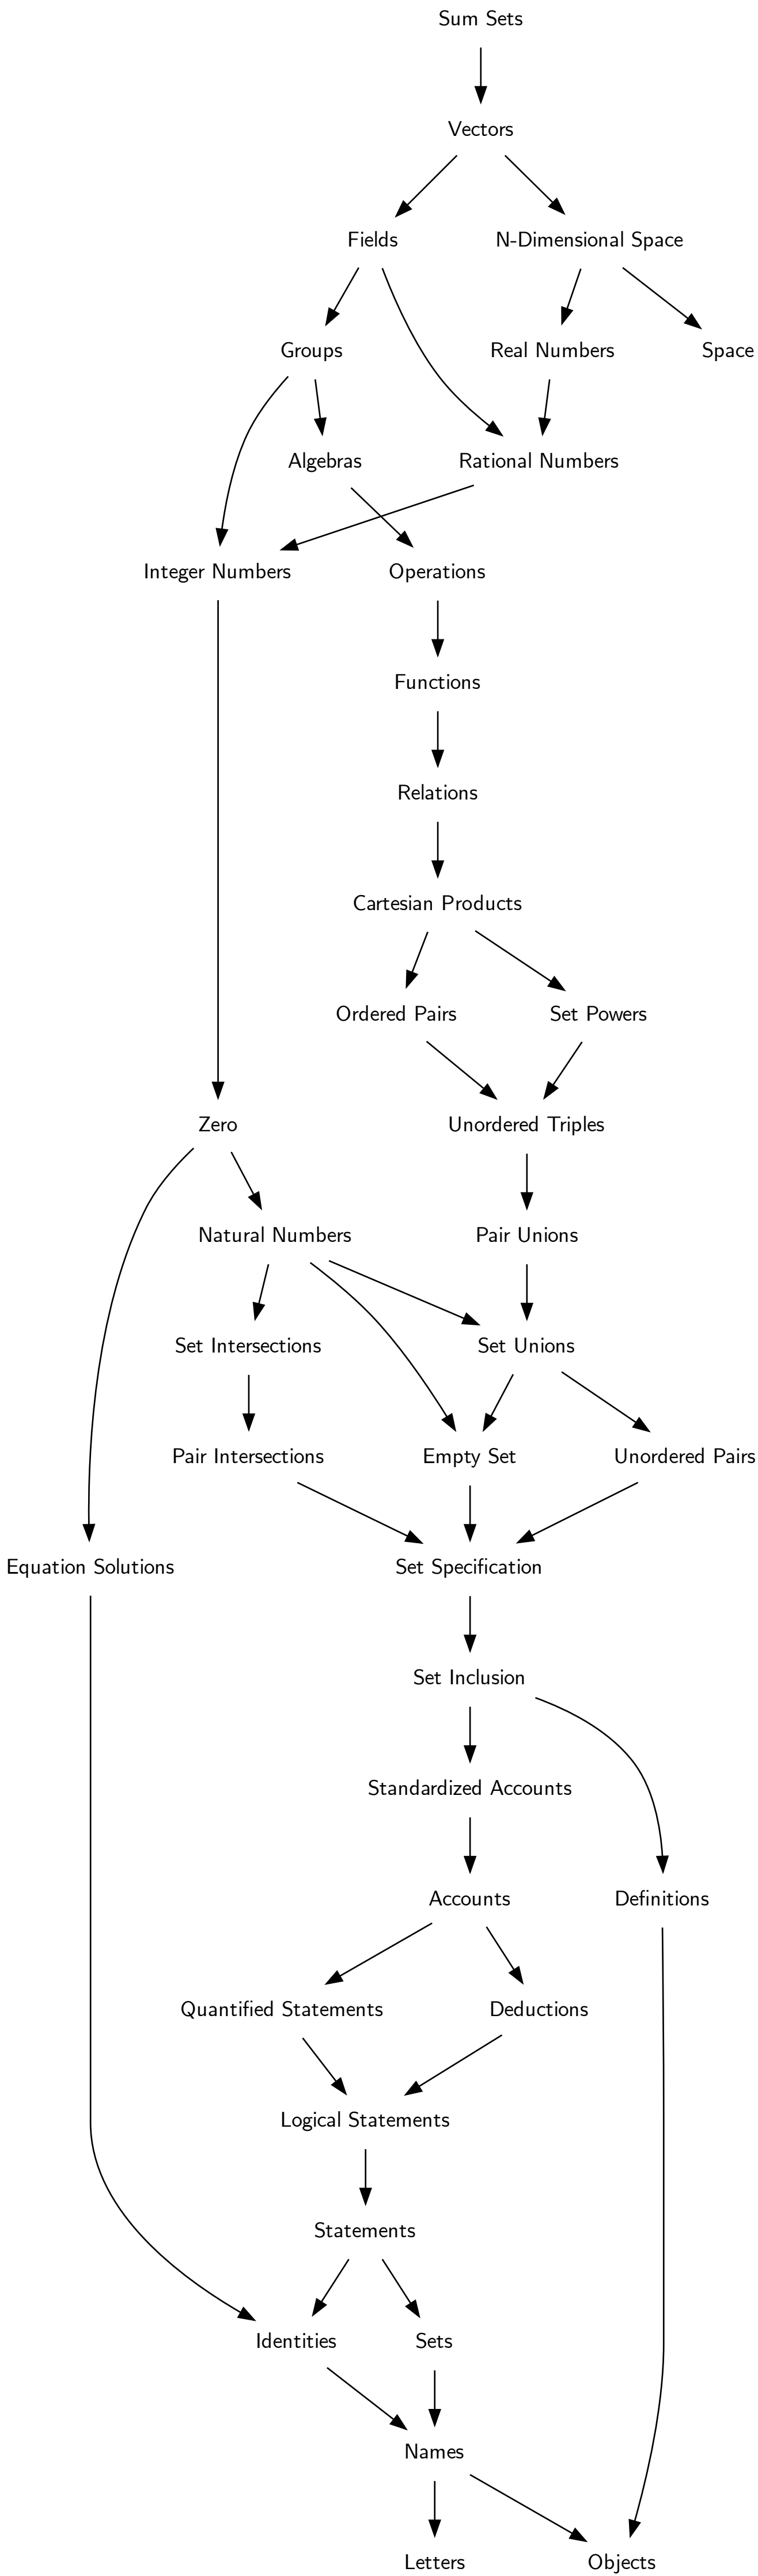 Sum Sets
Vectors
Fields
N-Dimensional Space
Groups
Real Numbers
Space
Algebras
Rational Numbers
Integer Numbers
Operations
Functions
Relations
Cartesian Products
Ordered Pairs
Set Powers
Zero
Unordered Triples
Natural Numbers
Pair Unions
Set Intersections
Set Unions
Pair Intersections
Empty Set
Unordered Pairs
Equation Solutions
Set Specification
Set Inclusion
Standardized Accounts
Accounts
Definitions
Quantified Statements
Deductions
Logical Statements
Statements
Identities
Sets
Names
Letters
Objects